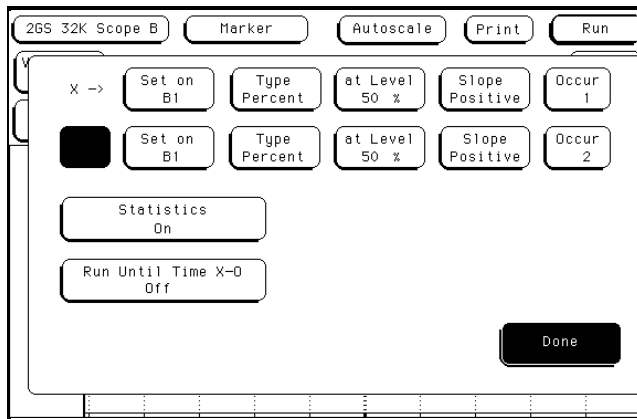 2GS 32K Scope B Marker Autoscale Print Run
X -> Set on B1 Type Percent at Level 50 % Slope Positive Occur 1
Set on B1 Type Percent at Level 50 % Slope Positive Occur 2
Statistics
On
Run Until Time X-O
Off
Done